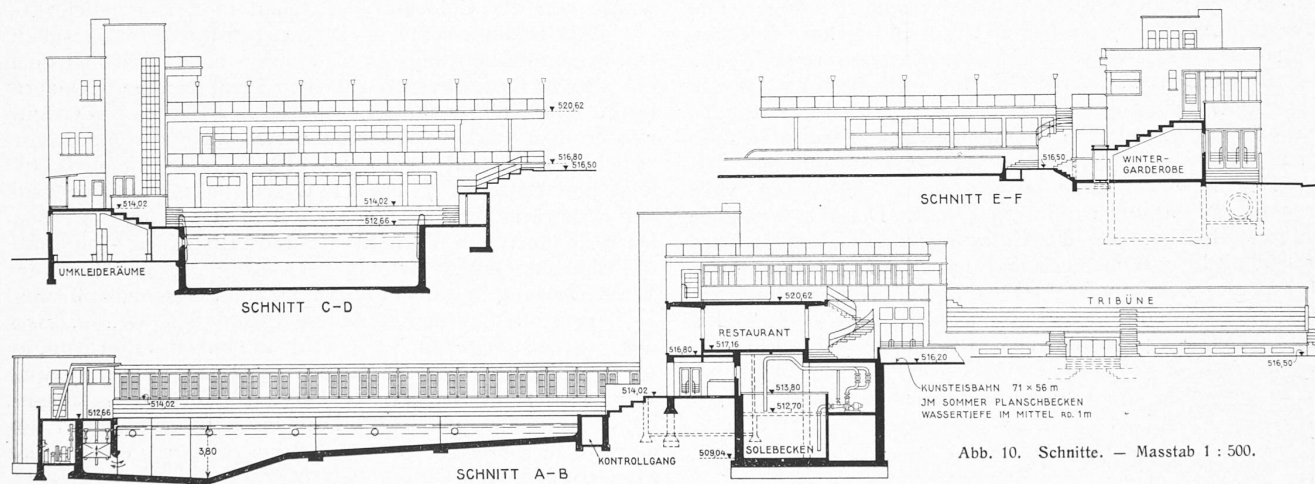 520,62
516,80
516,50
514,02
514,02
512,66
UMKLEIDERÄUME
SCHNITT C-D
516,50
WINTER-
GARDEROBE
SCHNITT E-F
520,62
TRIBÜNE
RESTAURANT
516,80
517,16
516,20
516,50
KUNSTEISBAHN 71 × 56 m
JM SOMMER PLANSCHBECKEN
WASSERTIEFE IM MITTEL RD. 1 m
514,02
514,02
513,80
512,66
512,70
3,80
SOLEBECKEN
KONTROLLGANG
509,04
SCHNITT A-B
Abb. 10. Schnitte. — Masstab 1 : 500.